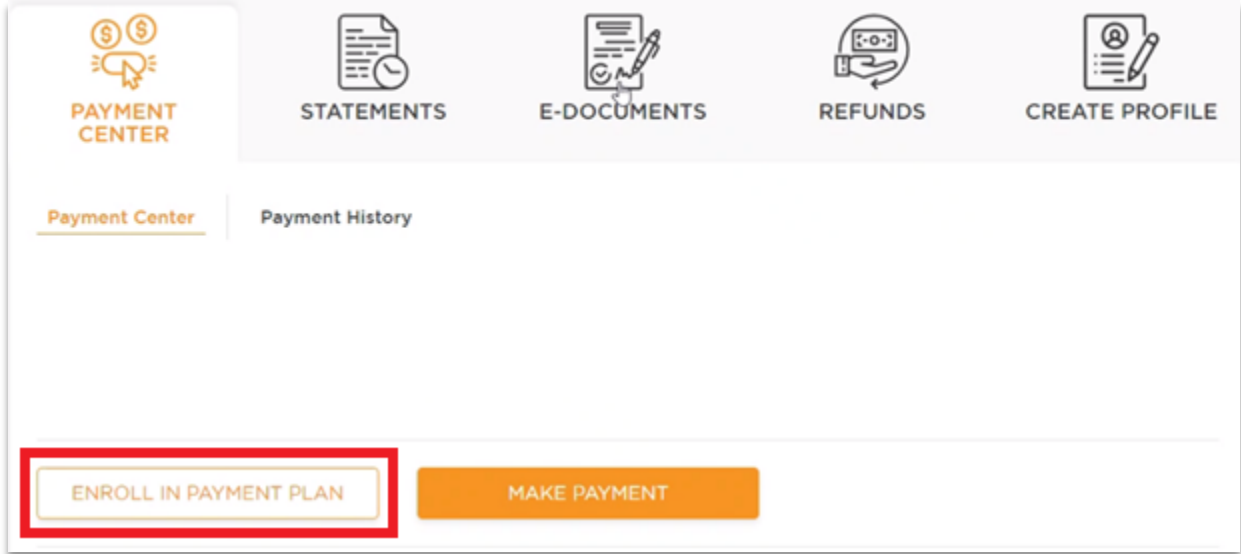 PAYMENT
CENTER
STATEMENTS
E-DOCUMENTS
REFUNDS
CREATE PROFILE
Payment Center
Payment History
ENROLL IN PAYMENT PLAN
MAKE PAYMENT